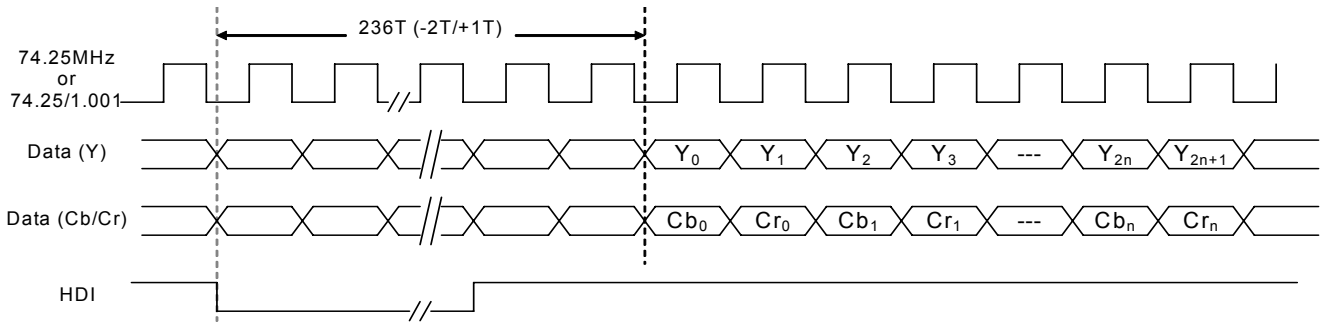 236T (-2T/+1T)
74.25MHz
or
74.25/1.001
Data (Y)
Y₀ Y₁ Y₂ Y₃ --- Y₂ₙ Y₂ₙ₊₁
Data (Cb/Cr)
Cb₀ Cr₀ Cb₁ Cr₁ --- Cbₙ Crₙ
HDI